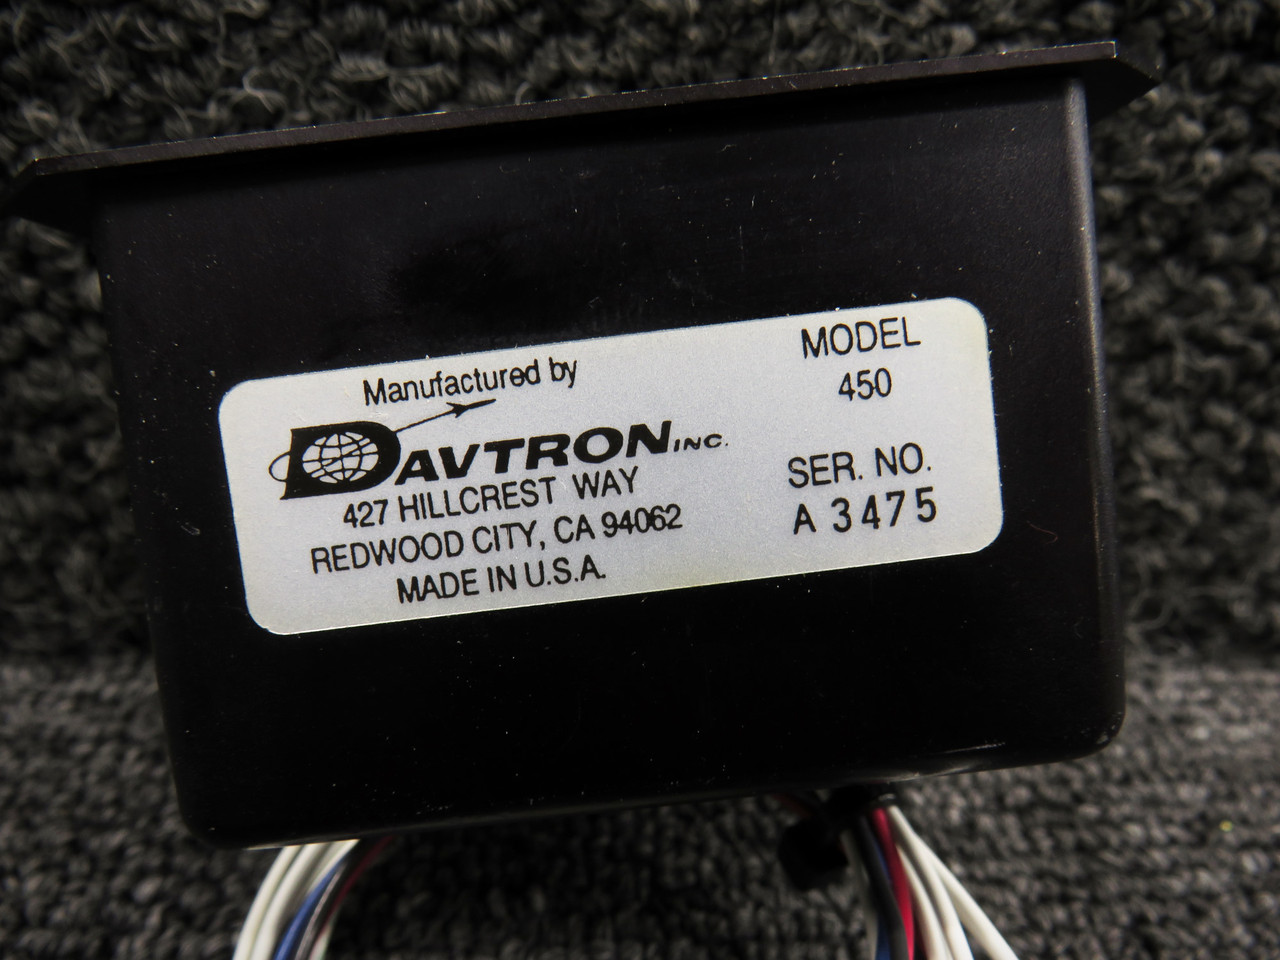 Manufactured by
DAVTRON INC.
427 HILLCREST WAY
REDWOOD CITY, CA 94062
MADE IN U.S.A.
MODEL
450
SER. NO.
A 3475